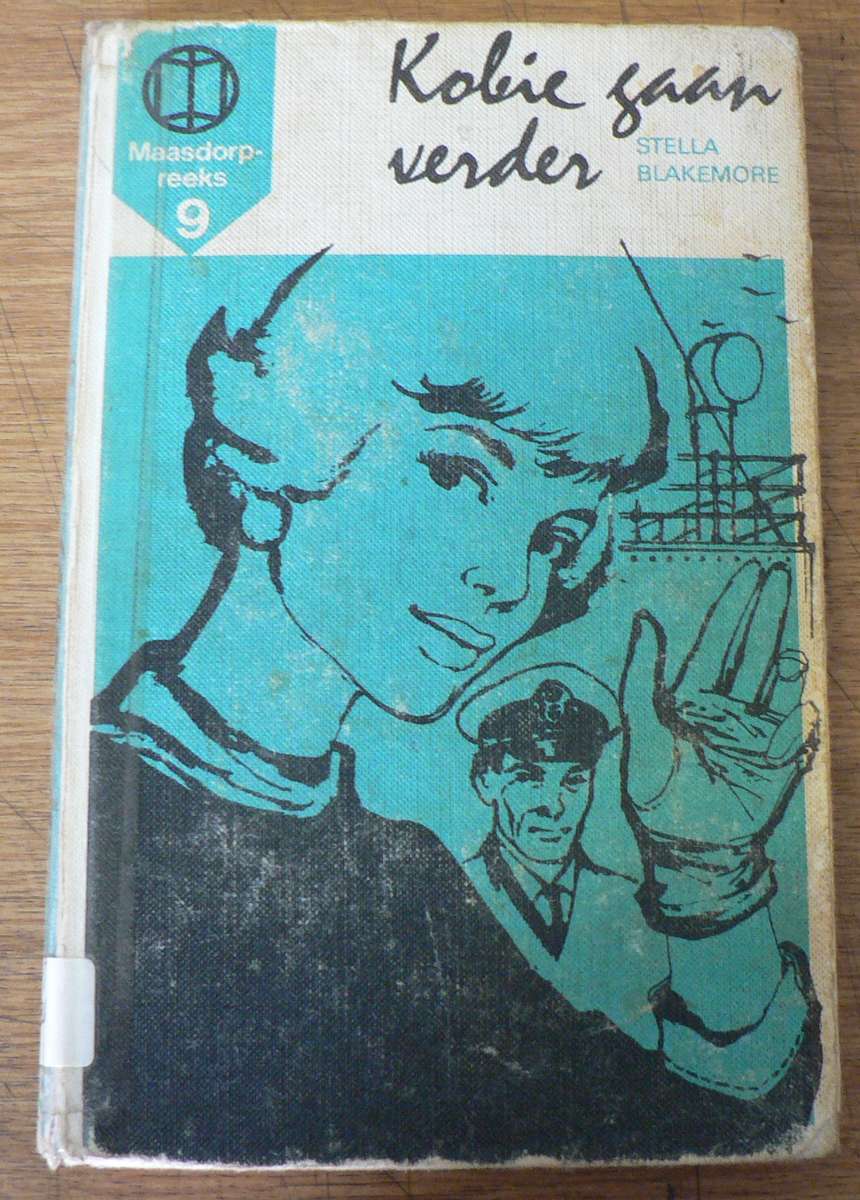 Maasdorp-
reeks
9
Kobie gaan
verder
STELLA
BLAKEMORE